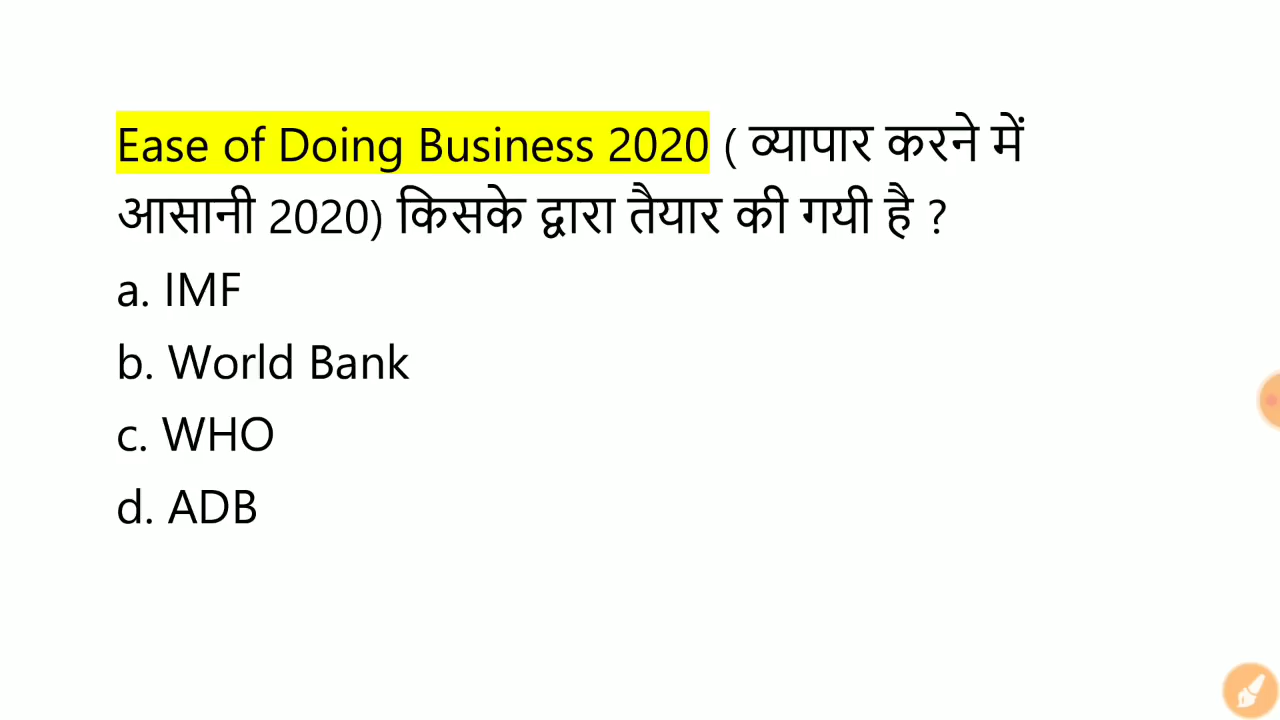 Ease of Doing Business 2020 ( व्यापार करने में
आसानी 2020) किसके द्वारा तैयार की गयी है ?
a. IMF
b. World Bank
c. WHO
d. ADB